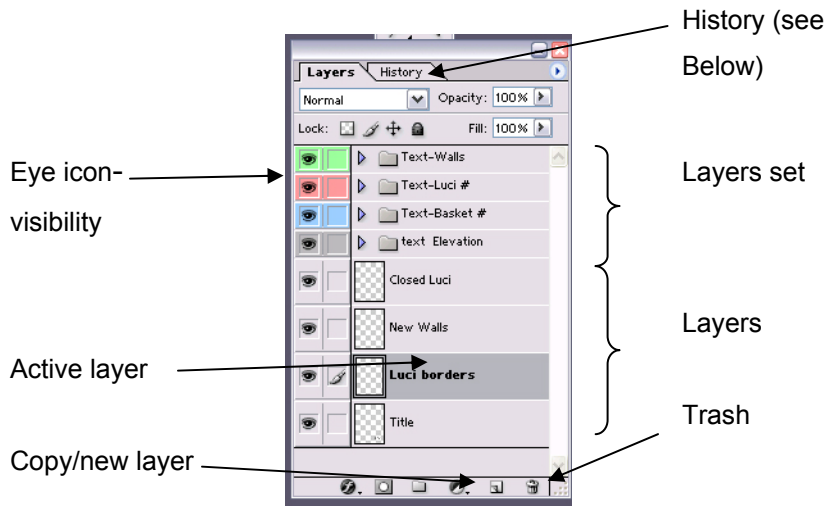 History (see
Below)
Layers
History
Normal
Opacity: 100%
Lock:
Fill: 100%
Text-Walls
Text-Luci #
Text-Basket #
text Elevation
Closed Luci
New Walls
Luci borders
Title
Eye icon-
visibility
Active layer
Copy/new layer
Layers set
Layers
Trash